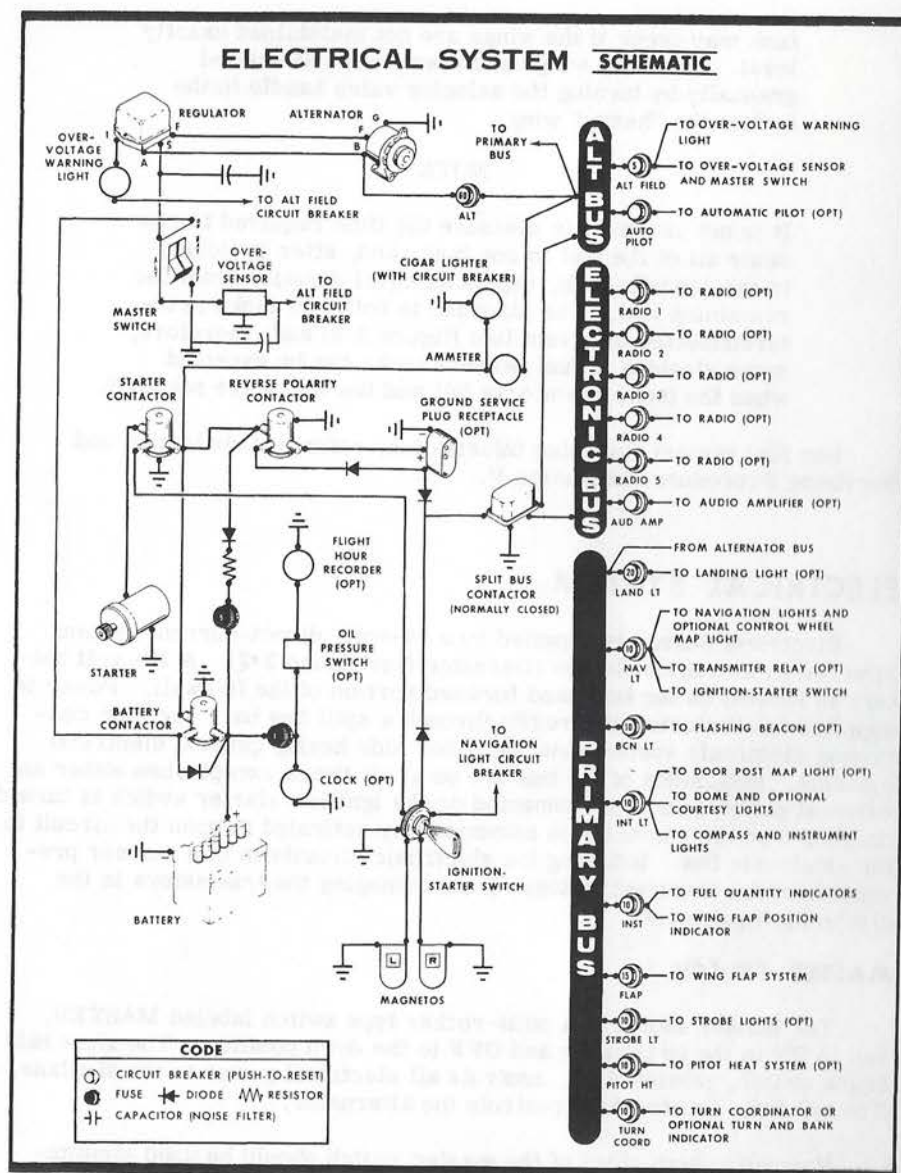 ELECTRICAL SYSTEM SCHEMATIC
REGULATOR
ALTERNATOR
G
F
F
I
S
A
B
OVER-
VOLTAGE
WARNING
LIGHT
TO
PRIMARY
BUS
60
ALT
TO ALT FIELD
CIRCUIT BREAKER
OVER-
VOLTAGE
SENSOR
TO
ALT FIELD
CIRCUIT
BREAKER
MASTER
SWITCH
CIGAR LIGHTER
(WITH CIRCUIT BREAKER)
AMMETER
STARTER
CONTACTOR
REVERSE POLARITY
CONTACTOR
GROUND SERVICE
PLUG RECEPTACLE
(OPT)
FLIGHT
HOUR
RECORDER
(OPT)
SPLIT BUS
CONTACTOR
(NORMALLY CLOSED)
OIL
PRESSURE
SWITCH
(OPT)
STARTER
BATTERY
CONTACTOR
CLOCK (OPT)
TO
NAVIGATION
LIGHT CIRCUIT
BREAKER
IGNITION-
STARTER SWITCH
BATTERY
L
R
MAGNETOS
ALT BUS
5
ALT FIELD
TO OVER-VOLTAGE WARNING
LIGHT
TO OVER-VOLTAGE SENSOR
AND MASTER SWITCH
AUTO
PILOT
TO AUTOMATIC PILOT (OPT)
ELECTRONIC BUS
TO RADIO (OPT)
RADIO 1
TO RADIO (OPT)
RADIO 2
TO RADIO (OPT)
RADIO 3
TO RADIO (OPT)
RADIO 4
TO RADIO (OPT)
RADIO 5
TO AUDIO AMPLIFIER (OPT)
AUD AMP
PRIMARY BUS
FROM ALTERNATOR BUS
20
TO LANDING LIGHT (OPT)
LAND LT
TO NAVIGATION LIGHTS AND
OPTIONAL CONTROL WHEEL
MAP LIGHT
10
NAV
LT
TO TRANSMITTER RELAY (OPT)
TO IGNITION-STARTER SWITCH
10
TO FLASHING BEACON (OPT)
BCN LT
TO DOOR POST MAP LIGHT (OPT)
10
INT LT
TO DOME AND OPTIONAL
COURTESY LIGHTS
TO COMPASS AND INSTRUMENT
LIGHTS
10
INST
TO FUEL QUANTITY INDICATORS
TO WING FLAP POSITION
INDICATOR
15
TO WING FLAP SYSTEM
FLAP
10
TO STROBE LIGHTS (OPT)
STROBE LT
10
TO PITOT HEAT SYSTEM (OPT)
PITOT HT
10
TURN
COORD
TO TURN COORDINATOR OR
OPTIONAL TURN AND BANK
INDICATOR
CODE
CIRCUIT BREAKER (PUSH-TO-RESET)
FUSE DIODE RESISTOR
CAPACITOR (NOISE FILTER)